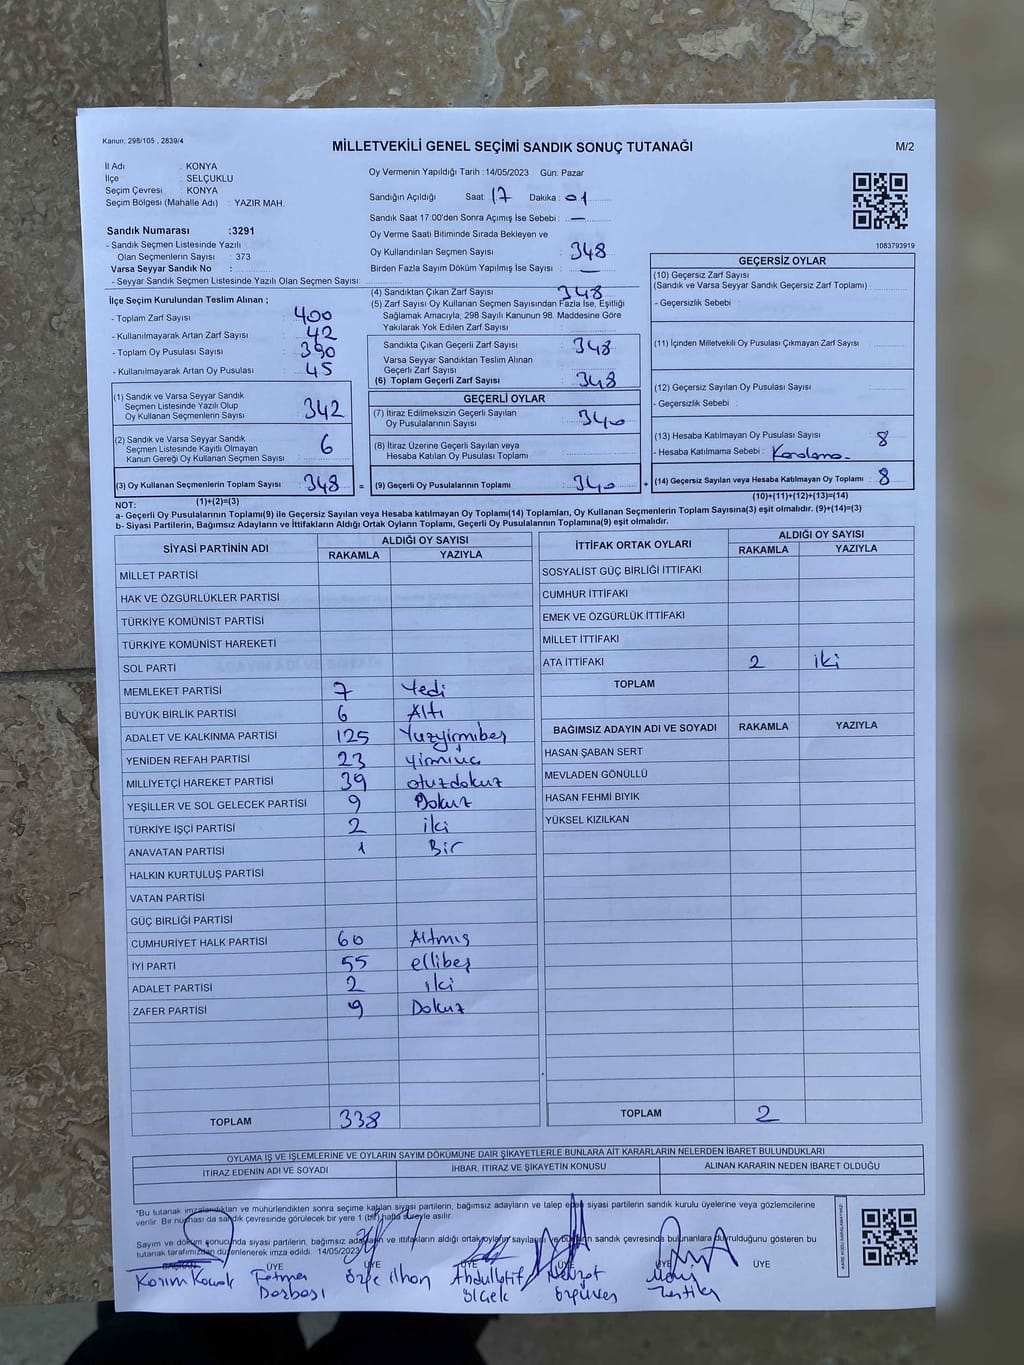 Kanun: 298/105 , 2839/4
MİLLETVEKİLİ GENEL SEÇİMİ SANDIK SONUÇ TUTANAĞI
M/2
İl Adı : KONYA
İlçe : SELÇUKLU
Seçim Çevresi : KONYA
Seçim Bölgesi (Mahalle Adı) : YAZIR MAH.
Sandık Numarası :3291
- Sandık Seçmen Listesinde Yazılı
Olan Seçmenlerin Sayısı : 373
Varsa Seyyar Sandık No :
- Seyyar Sandık Seçmen Listesinde Yazılı Olan Seçmen Sayısı:
Oy Vermenin Yapıldığı Tarih :14/05/2023 Gün: Pazar
Sandığın Açıldığı Saat: 17 Dakika : 01
Sandık Saat 17:00'den Sonra Açımış İse Sebebi : —
Oy Verme Saati Bitiminde Sırada Bekleyen ve
Oy Kullandırılan Seçmen Sayısı : 348
Birden Fazla Sayım Döküm Yapılmış İse Sayısı : —
1083793919
İlçe Seçim Kurulundan Teslim Alınan ;
- Toplam Zarf Sayısı : 400
- Kullanılmayarak Artan Zarf Sayısı : 42
- Toplam Oy Pusulası Sayısı : 390
- Kullanılmayarak Artan Oy Pusulası : 45
(1) Sandık ve Varsa Seyyar Sandık
Seçmen Listesinde Yazılı Olup
Oy Kullanan Seçmenlerin Sayısı : 342
(2) Sandık ve Varsa Seyyar Sandık
Seçmen Listesinde Kayıtlı Olmayan
Kanun Gereği Oy Kullanan Seçmen Sayısı : 6
(3) Oy Kullanan Seçmenlerin Toplam Sayısı : 348 =
(1)+(2)=(3)
(4) Sandıktan Çıkan Zarf Sayısı : 348
(5) Zarf Sayısı Oy Kullanan Seçmen Sayısından Fazla İse, Eşitliği
Sağlamak Amacıyla; 298 Sayılı Kanunun 98. Maddesine Göre
Yakılarak Yok Edilen Zarf Sayısı :
Sandıkta Çıkan Geçerli Zarf Sayısı : 348
Varsa Seyyar Sandıktan Teslim Alınan
Geçerli Zarf Sayısı :
(6) Toplam Geçerli Zarf Sayısı : 348
GEÇERLİ OYLAR
(7) İtiraz Edilmeksizin Geçerli Sayılan
Oy Pusulalarının Sayısı : 340
(8) İtiraz Üzerine Geçerli Sayılan veya
Hesaba Katılan Oy Pusulası Toplamı :
(9) Geçerli Oy Pusulalarının Toplamı : 340 +
GEÇERSİZ OYLAR
(10) Geçersiz Zarf Sayısı
(Sandık ve Varsa Seyyar Sandık Geçersiz Zarf Toplamı) :
- Geçersizlik Sebebi :
(11) İçinden Milletvekili Oy Pusulası Çıkmayan Zarf Sayısı :
(12) Geçersiz Sayılan Oy Pusulası Sayısı :
- Geçersizlik Sebebi :
(13) Hesaba Katılmayan Oy Pusulası Sayısı : 8
- Hesaba Katılmama Sebebi :
(14) Geçersiz Sayılan veya Hesaba Katılmayan Oy Toplamı : 8
(10)+(11)+(12)+(13)=(14)
NOT:
a- Geçerli Oy Pusulalarının Toplamı(9) ile Geçersiz Sayılan veya Hesaba katılmayan Oy Toplamı(14) Toplamları, Oy Kullanan Seçmenlerin Toplam Sayısına(3) eşit olmalıdır. (9)+(14)=(3)
b- Siyasi Partilerin, Bağımsız Adayların ve İttifakların Aldığı Ortak Oyların Toplamı, Geçerli Oy Pusulalarının Toplamına(9) eşit olmalıdır.
SİYASİ PARTİNİN ADI
ALDIĞI OY SAYISI
RAKAMLA YAZIYLA
MİLLET PARTİSİ
HAK VE ÖZGÜRLÜKLER PARTİSİ
TÜRKİYE KOMÜNİST PARTİSİ
TÜRKİYE KOMÜNİST HAREKETİ
SOL PARTİ
MEMLEKET PARTİSİ 7 Yedi
BÜYÜK BİRLİK PARTİSİ 6 Altı
ADALET VE KALKINMA PARTİSİ 125 Yuzyirmibeş
YENİDEN REFAH PARTİSİ 23 yirmiüç
MİLLİYETÇİ HAREKET PARTİSİ 39 otuzdokuz
YEŞİLLER VE SOL GELECEK PARTİSİ 9 Dokuz
TÜRKİYE İŞÇİ PARTİSİ 2 iki
ANAVATAN PARTİSİ 1 Bir
HALKIN KURTULUŞ PARTİSİ
VATAN PARTİSİ
GÜÇ BİRLİĞİ PARTİSİ
CUMHURİYET HALK PARTİSİ 60 Altmış
İYİ PARTİ 55 ellibeş
ADALET PARTİSİ 2 iki
ZAFER PARTİSİ 9 Dokuz
TOPLAM 338
İTTİFAK ORTAK OYLARI
ALDIĞI OY SAYISI
RAKAMLA YAZIYLA
SOSYALİST GÜÇ BİRLİĞİ İTTİFAKI
CUMHUR İTTİFAKI
EMEK VE ÖZGÜRLÜK İTTİFAKI
MİLLET İTTİFAKI
ATA İTTİFAKI 2 iki
TOPLAM
BAĞIMSIZ ADAYIN ADI VE SOYADI RAKAMLA YAZIYLA
HASAN ŞABAN SERT
MEVLADEN GÖNÜLLÜ
HASAN FEHMI BIYIK
YÜKSEL KIZILKAN
TOPLAM 2
OYLAMA İŞ VE İŞLEMLERİNE VE OYLARIN SAYIM DÖKÜMÜNE DAİR ŞİKAYETLERLE BUNLARA AİT KARARLARIN NELERDEN İBARET BULUNDUKLARI
İTİRAZ EDENİN ADI VE SOYADI İHBAR, İTİRAZ VE ŞİKAYETİN KONUSU ALINAN KARARIN NEDEN İBARET OLDUĞU
*Bu tutanak imzalandıktan ve mühürlendikten sonra seçime katılan siyası partilerin, bağımsız adayların ve talep eden siyası partilerin sandık kurulu üyelerine veya gözlemcilerine
verilir. Bir nüshası da sandık çevresinde görülecek bir yere 1 (bir) hafta süreyle asılır.
Sayım ve döküm sonucunda siyasi partilerin, bağımsız adayların ve ittifakların aldığı ortak oyların sayılarını ve bunların sandık çevresinde bulunanlara duyrulduğunu gösteren bu
tutanak tarafımızdan düzenlenerek imza edildi. 14/05/2023
BAŞKAN ÜYE ÜYE ÜYE ÜYE ÜYE ÜYE
Fatma Özge ilhan Abdullatif Nevzat